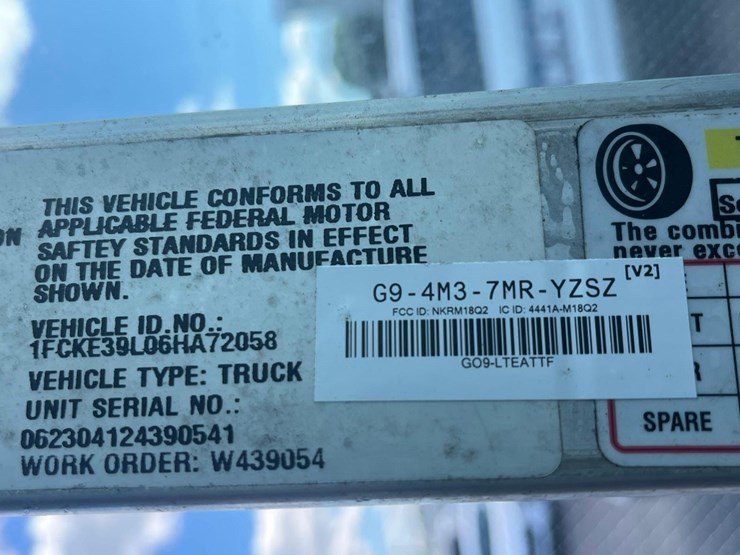 THIS VEHICLE CONFORMS TO ALL
ON APPLICABLE FEDERAL MOTOR
SAFTEY STANDARDS IN EFFECT
ON THE DATE OF MANUFACTURE
SHOWN.
VEHICLE ID.NO.:
1FCKE39L06HA72058
VEHICLE TYPE: TRUCK
UNIT SERIAL NO.:
062304124390541
WORK ORDER: W439054
G9-4M3-7MR-YZSZ [V2]
FCC ID: NKRM18Q2 IC ID: 4441A-M18Q2
GO9-LTEATTF
The combi
never exc
SPARE